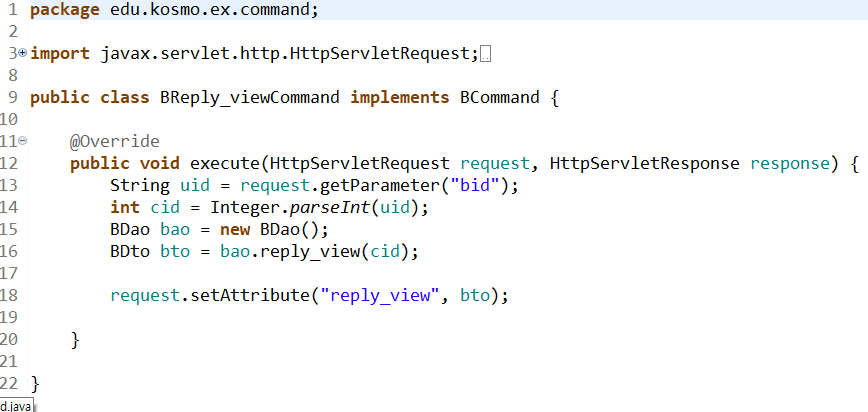 1 package edu.kosmo.ex.command;
2
3 import javax.servlet.http.HttpServletRequest;
8
9 public class BReply_viewCommand implements BCommand {
10
11     @Override
12     public void execute(HttpServletRequest request, HttpServletResponse response) {
13         String uid = request.getParameter("bid");
14         int cid = Integer.parseInt(uid);
15         BDao bao = new BDao();
16         BDto bto = bao.reply_view(cid);
17
18         request.setAttribute("reply_view", bto);
19
20     }
21
22 }
d.java